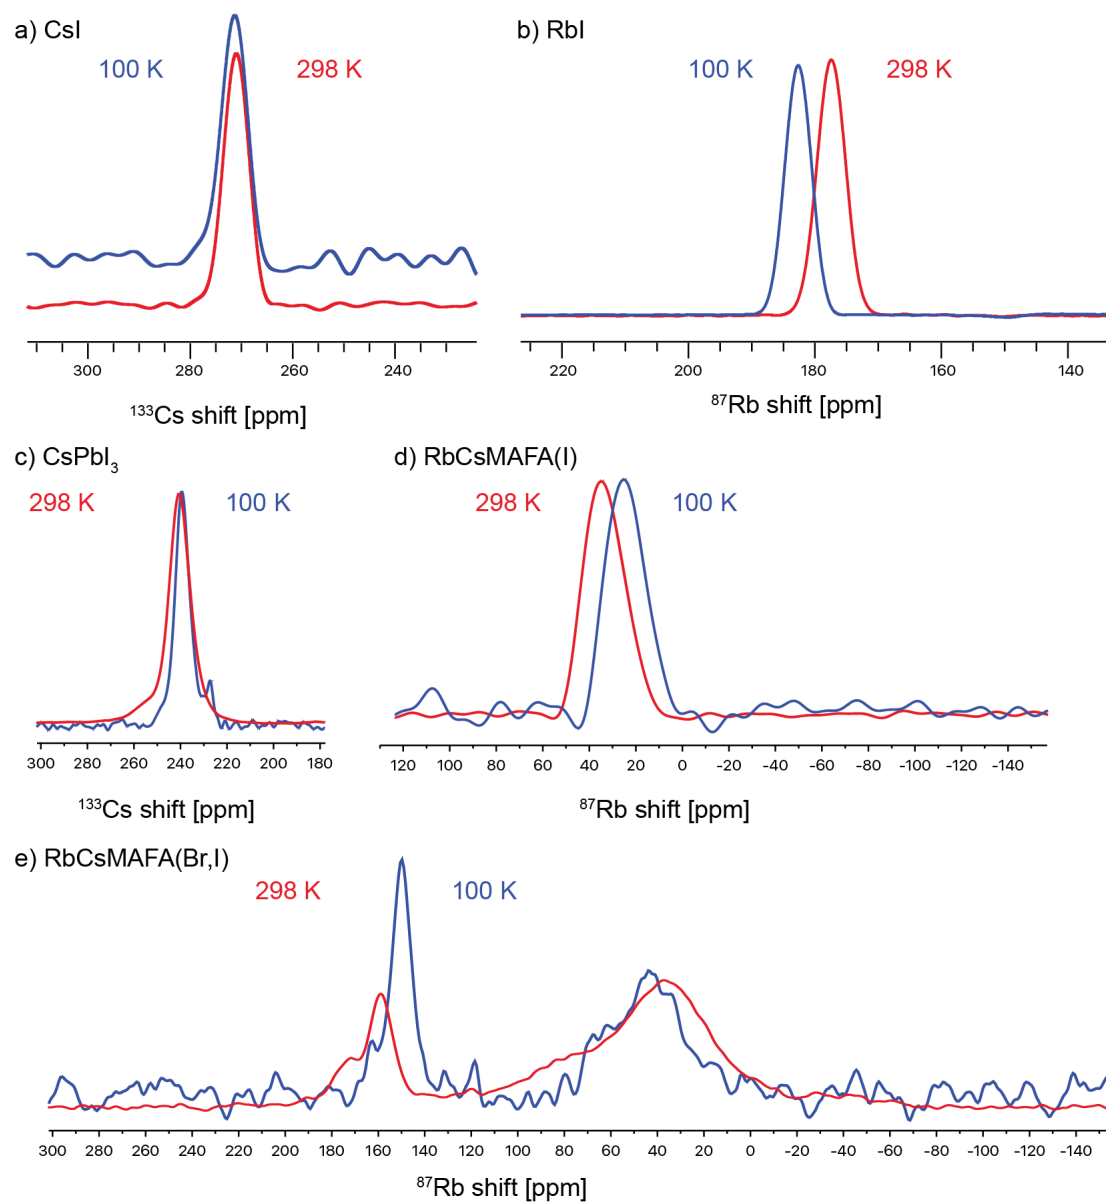 a) CsI
100 K 298 K
300 280 260 240
¹³³Cs shift [ppm]
b) RbI
100 K 298 K
220 200 180 160 140
⁸⁷Rb shift [ppm]
c) CsPbI₃
298 K 100 K
300 280 260 240 220 200 180
¹³³Cs shift [ppm]
d) RbCsMAFA(I)
298 K 100 K
120 100 80 60 40 20 0 -20 -40 -60 -80 -100 -120 -140
⁸⁷Rb shift [ppm]
e) RbCsMAFA(Br,I)
298 K 100 K
300 280 260 240 220 200 180 160 140 120 100 80 60 40 20 0 -20 -40 -60 -80 -100 -120 -140
⁸⁷Rb shift [ppm]